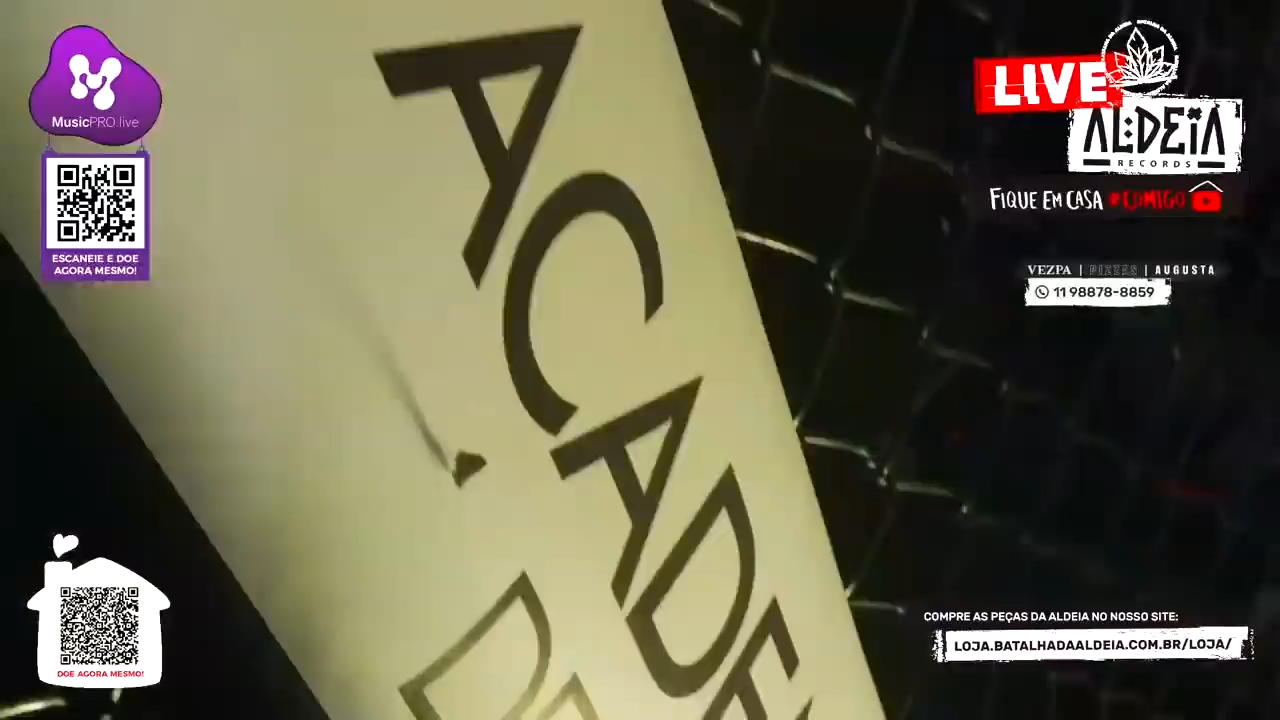 MusicPRO.live
ESCANEIE E DOE
AGORA MESMO!
ACADE
D
LIVE
ALDEIA
RECORDS
FIQUE EM CASA #COMIGO
VEZPA | PIZZAS | AUGUSTA
11 98878-8859
DOE AGORA MESMO!
COMPRE AS PEÇAS DA ALDEIA NO NOSSO SITE:
LOJA.BATALHADAALDEIA.COM.BR/LOJA/